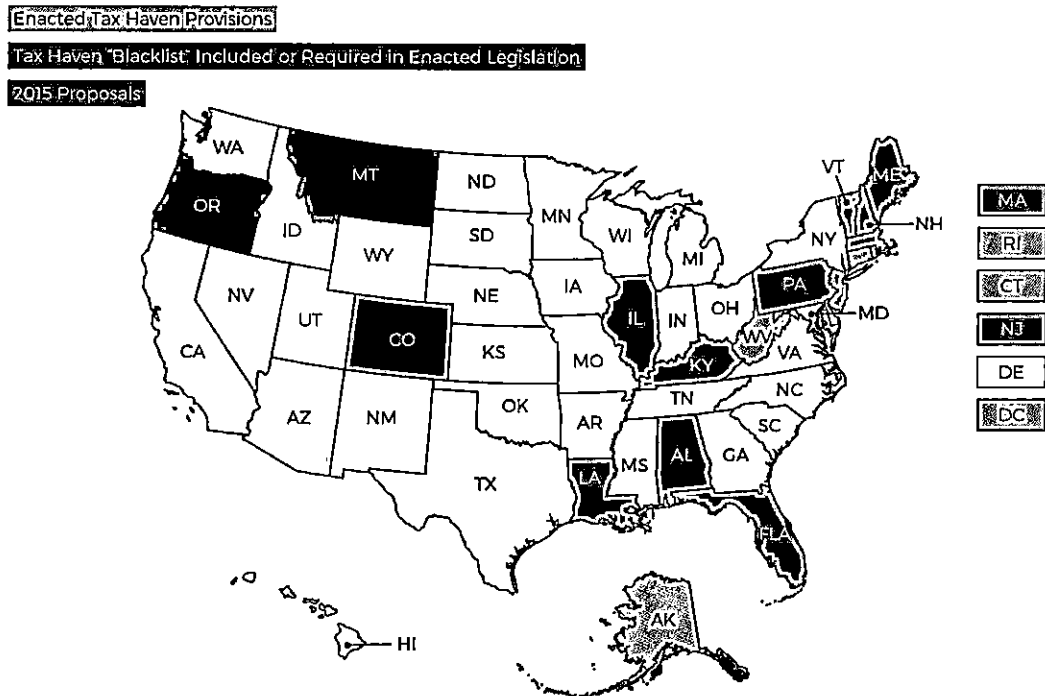 Enacted Tax Haven Provisions
Tax Haven "Blacklist" Included or Required in Enacted Legislation
2015 Proposals
WA
MT
ND
MN
VT
ME
OR
ID
SD
WI
MI
NY
NH
MA
WY
RI
NV
UT
NE
IA
IL
IN
OH
PA
CT
MD
CA
CO
KS
MO
KY
WV
VA
NJ
AZ
NM
OK
AR
TN
NC
SC
DE
TX
LA
MS
AL
GA
FLA
DC
HI
AK